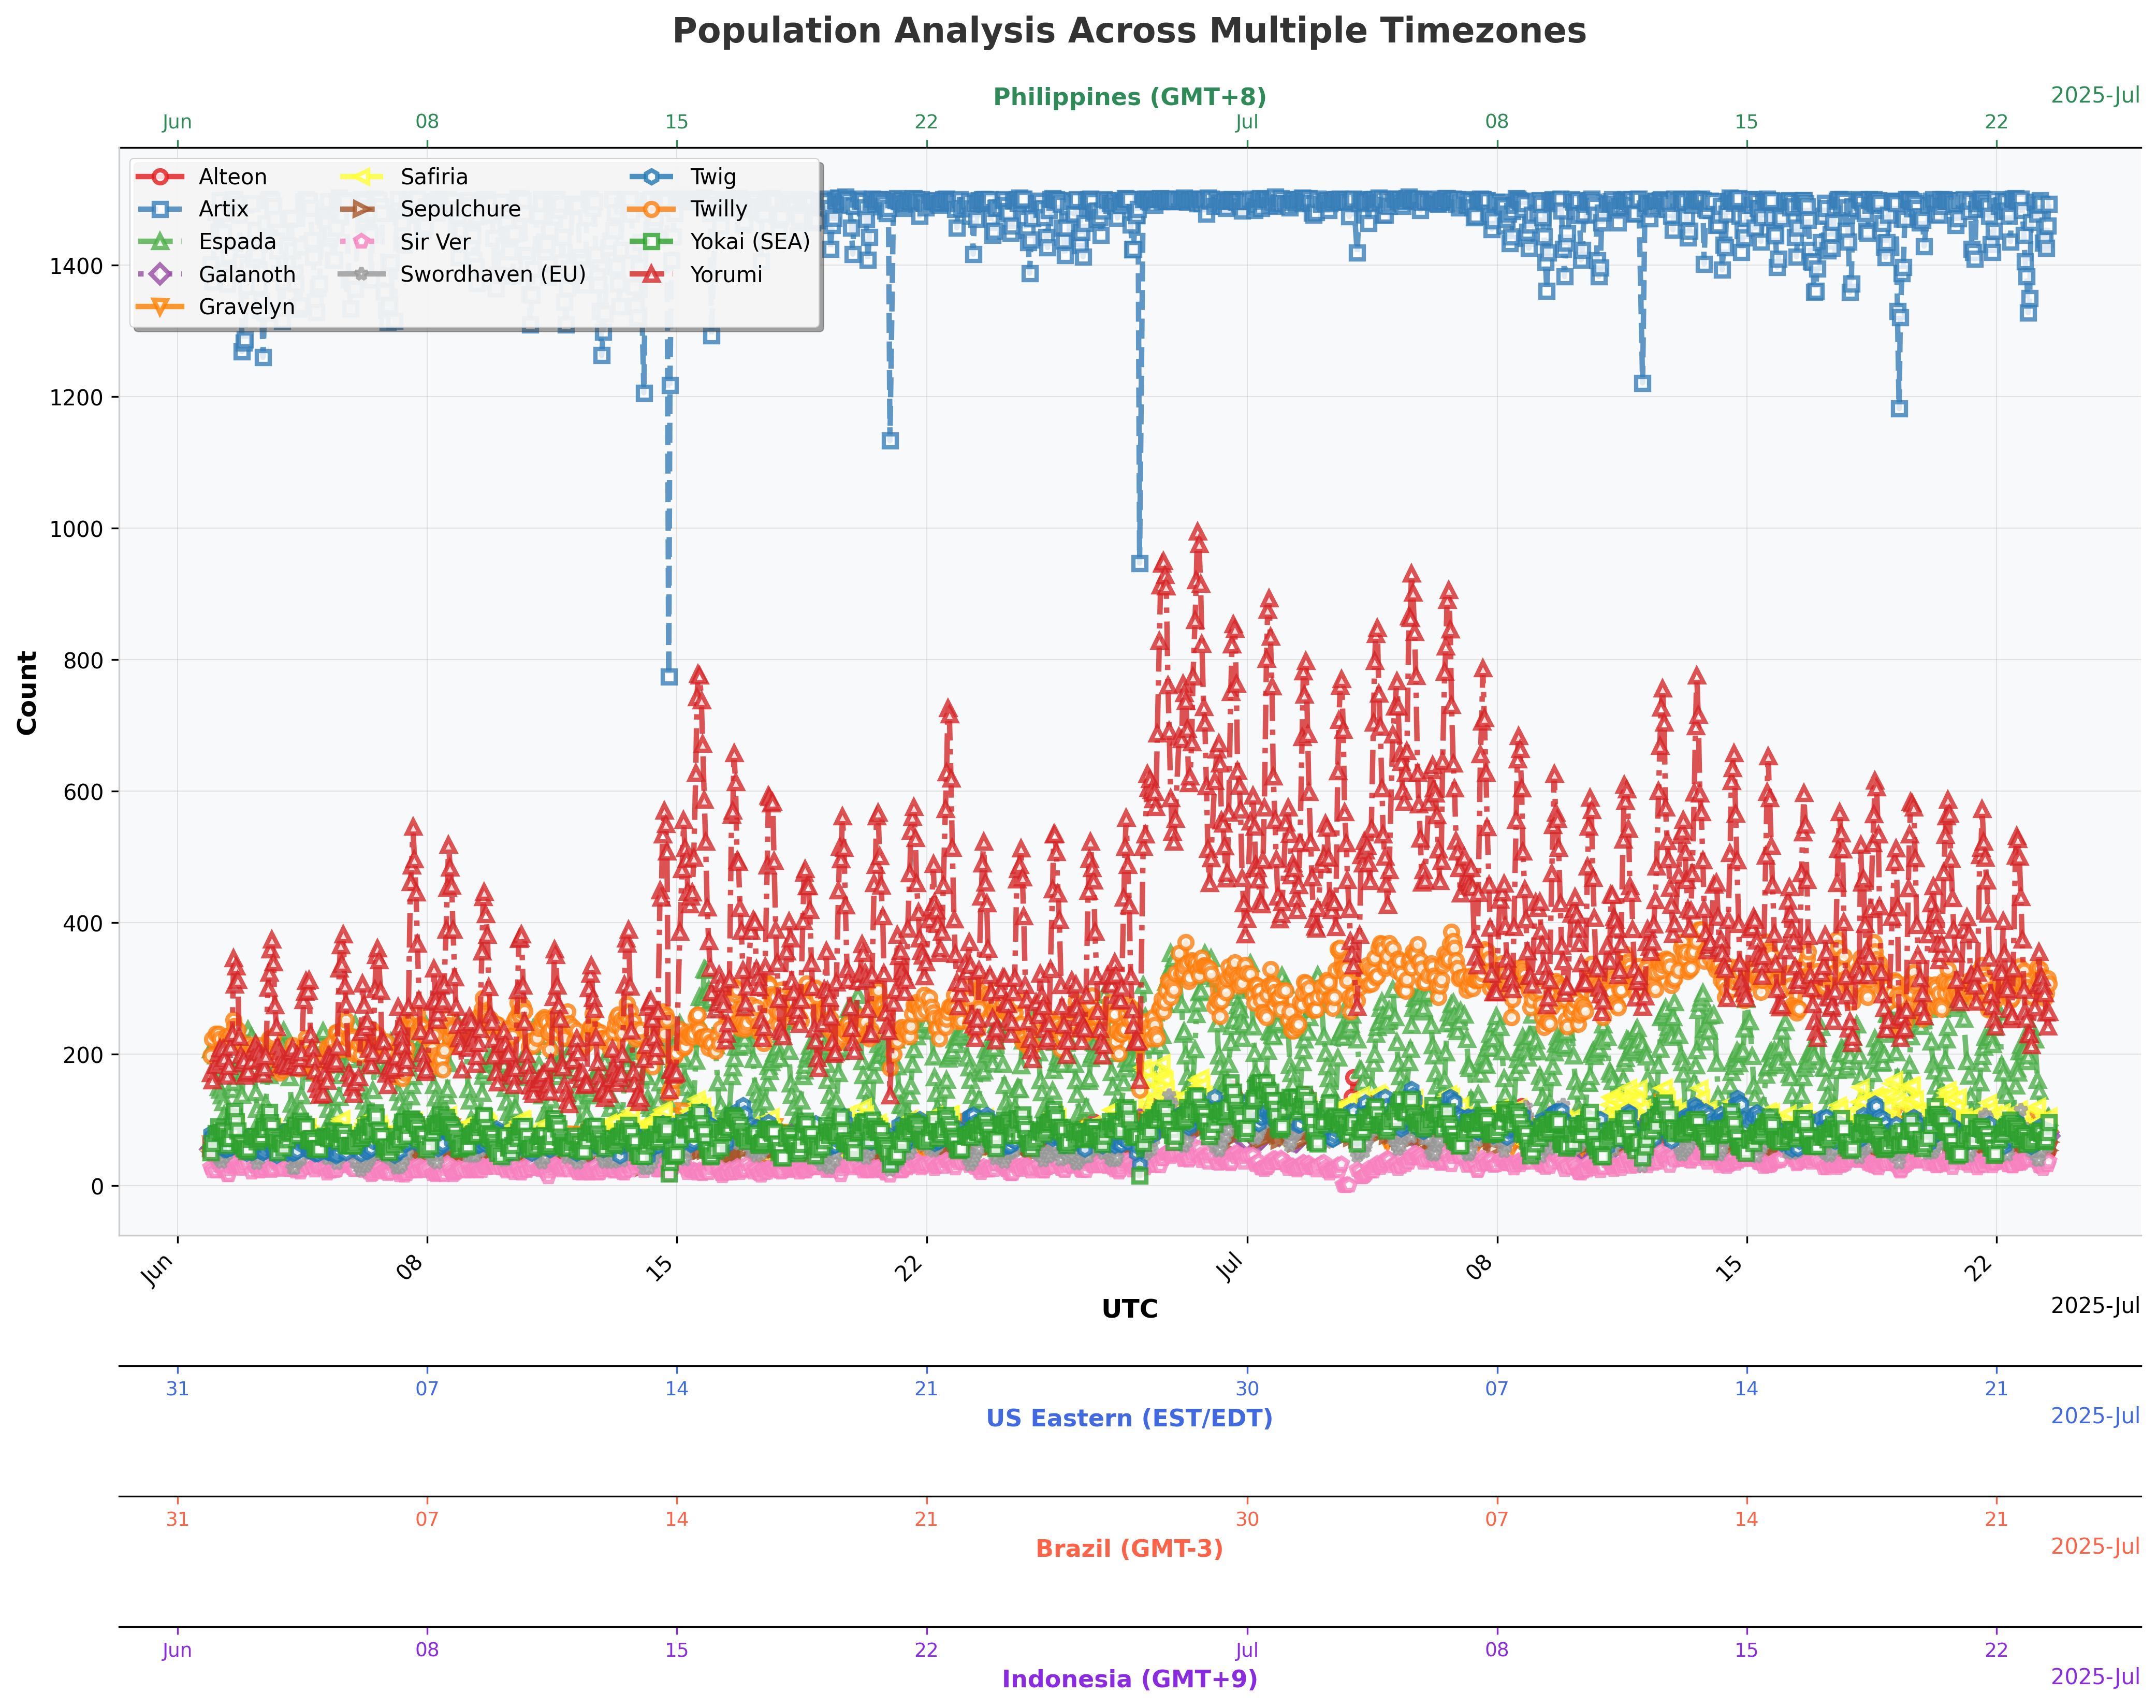 Population Analysis Across Multiple Timezones
Philippines (GMT+8)
2025-Jul
Jun 08 15 22 Jul 08 15 22
Alteon Safiria Twig
Artix Sepulchure Twilly
Espada Sir Ver Yokai (SEA)
Galanoth Swordhaven (EU) Yorumi
Gravelyn
1400
1200
1000
800
600
400
200
0
Count
Jun 08 15 22 Jul 08 15 22
UTC
2025-Jul
31 07 14 21 30 07 14 21
US Eastern (EST/EDT)
2025-Jul
31 07 14 21 30 07 14 21
Brazil (GMT-3)
2025-Jul
Jun 08 15 22 Jul 08 15 22
Indonesia (GMT+9)
2025-Jul